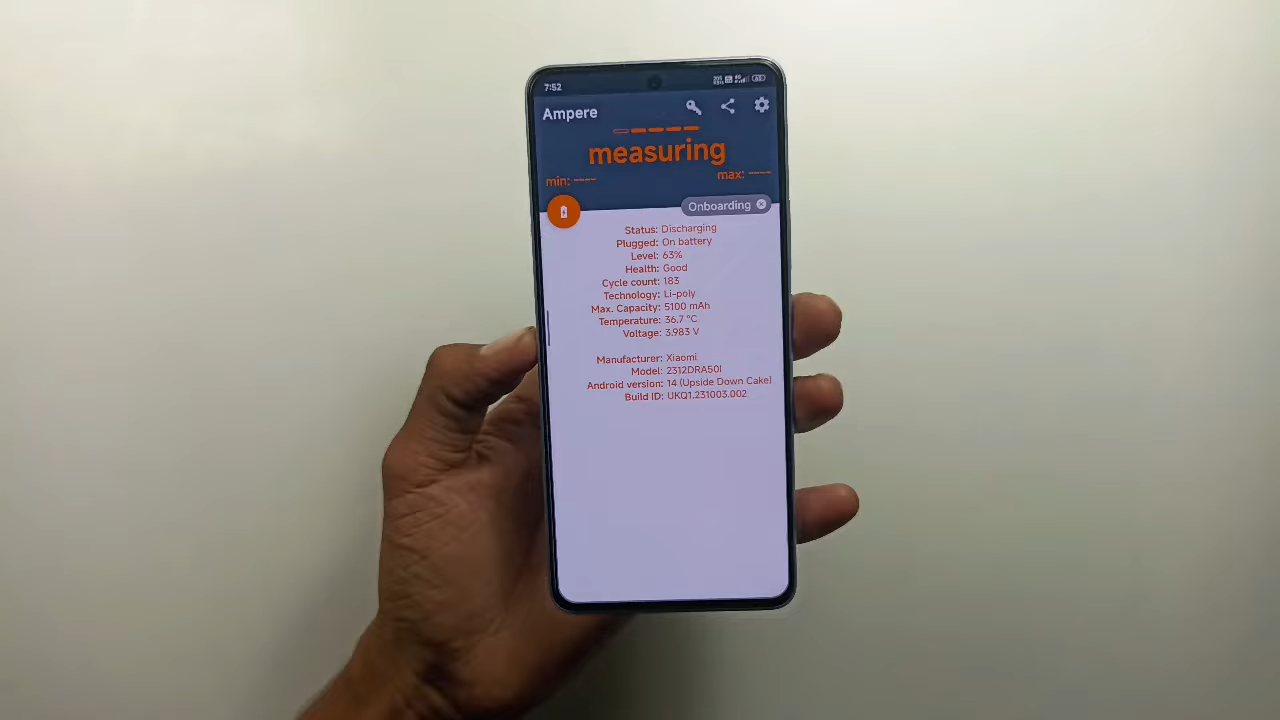 7:52
Ampere
measuring
min: ----
max: ----
Onboarding
Status: Discharging
Plugged: On battery
Level: 63%
Health: Good
Cycle count: 183
Technology: Li-poly
Max. Capacity: 5100 mAh
Temperature: 36,7 °C
Voltage: 3.983 V
Manufacturer: Xiaomi
Model: 2312DRA50I
Android version: 14 (Upside Down Cake)
Build ID: UKQ1.231003.002